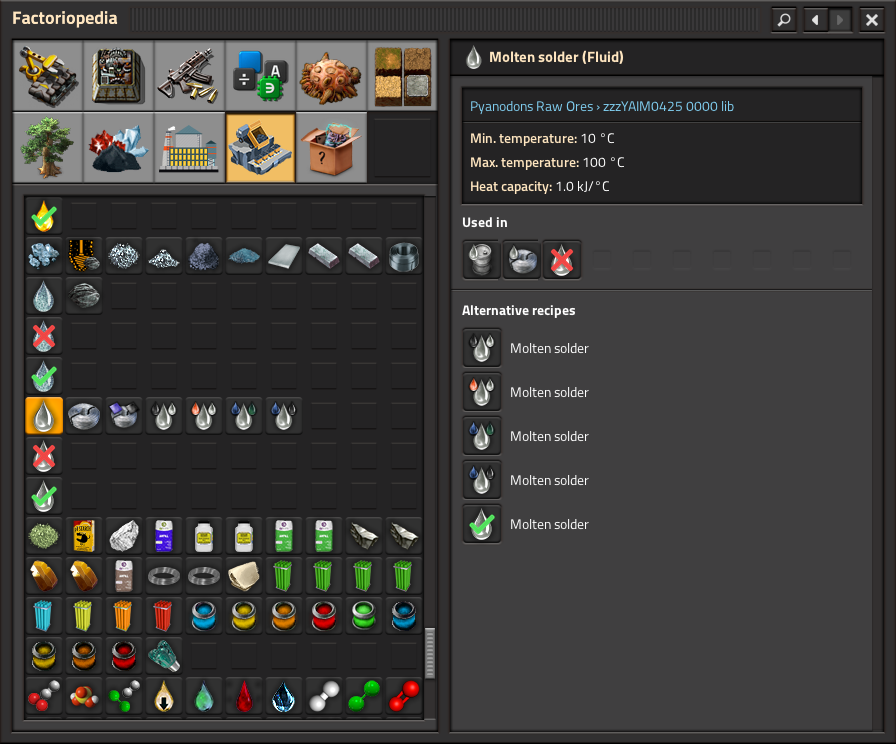 Factoriopedia
Molten solder (Fluid)
Pyanodons Raw Ores › zzzYAIM0425 0000 lib
Min. temperature: 10 °C
Max. temperature: 100 °C
Heat capacity: 1.0 kJ/°C
Used in
Alternative recipes
Molten solder
Molten solder
Molten solder
Molten solder
Molten solder